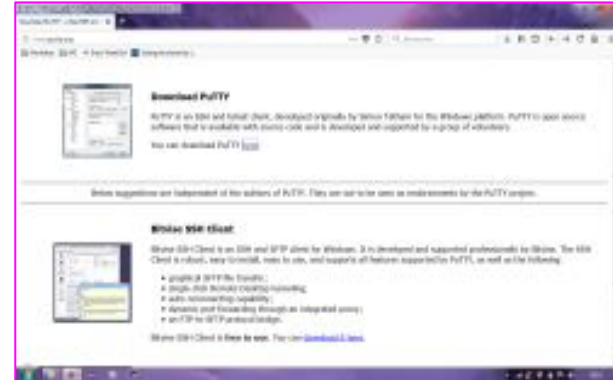 Download PuTTY
PuTTY is an SSH and telnet client, developed originally by Simon Tatham for the Windows platform. PuTTY is open source
software that is available with source code and is developed and supported by a group of volunteers.
You can download PuTTY here.
Below suggestions are independent of the authors of PuTTY. They are not to be seen as endorsements by the PuTTY project.
Bitvise SSH Client
Bitvise SSH Client is an SSH and SFTP client for Windows. It is developed and supported professionally by Bitvise. The SSH
Client is robust, easy to install, easy to use, and supports all features supported by PuTTY, as well as the following:
graphical SFTP file transfer;
single-click Remote Desktop tunneling;
auto-reconnecting capability;
dynamic port forwarding through an integrated proxy;
an FTP-to-SFTP protocol bridge.
Bitvise SSH Client is free to use. You can download it here.